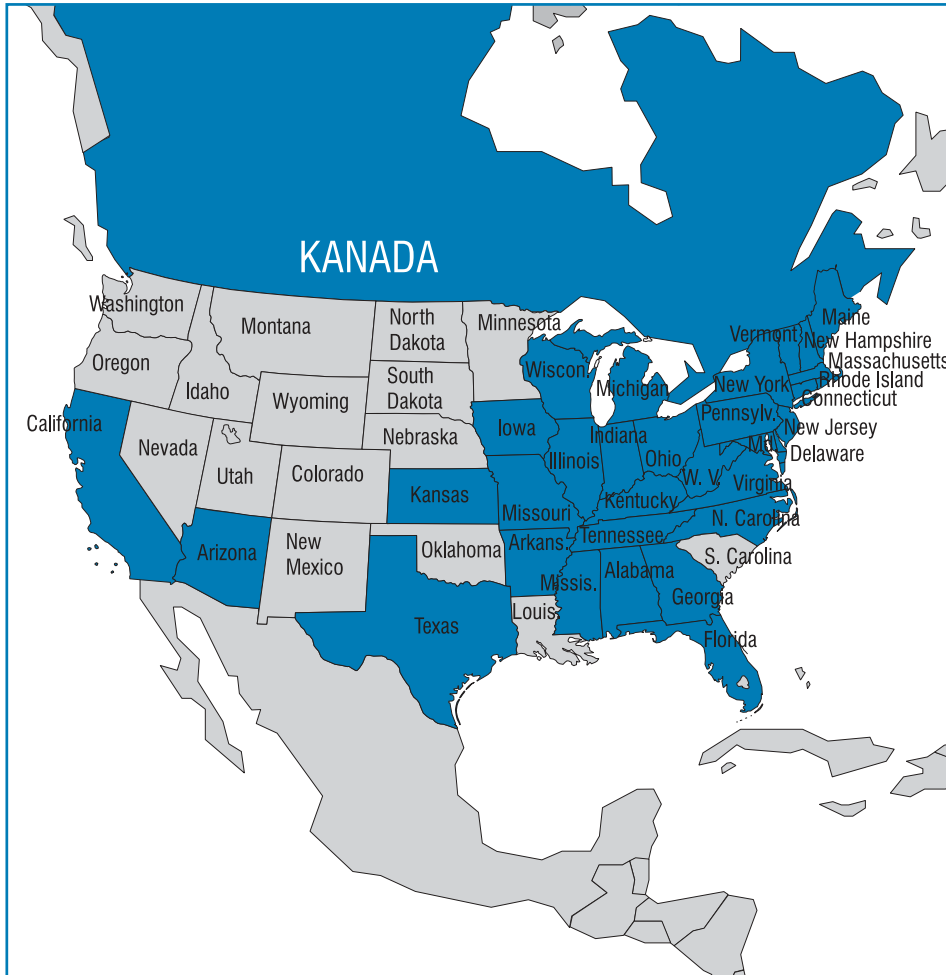 KANADA
Washington
Montana
North
Dakota
Minnesota
Oregon
Idaho
Wyoming
South
Dakota
Wiscon.
Michigan
Vermont
Maine
New Hampshire
Massachusetts
New York
Rhode Island
Connecticut
California
Nevada
Utah
Colorado
Nebraska
Iowa
Illinois
Indiana
Ohio
Pennsylv.
New Jersey
Delaware
W. V.
Virginia
Kansas
Missouri
Kentucky
N. Carolina
Arizona
New
Mexico
Oklahoma
Arkans.
Tennessee
S. Carolina
Texas
Louis.
Missis.
Alabama
Georgia
Florida